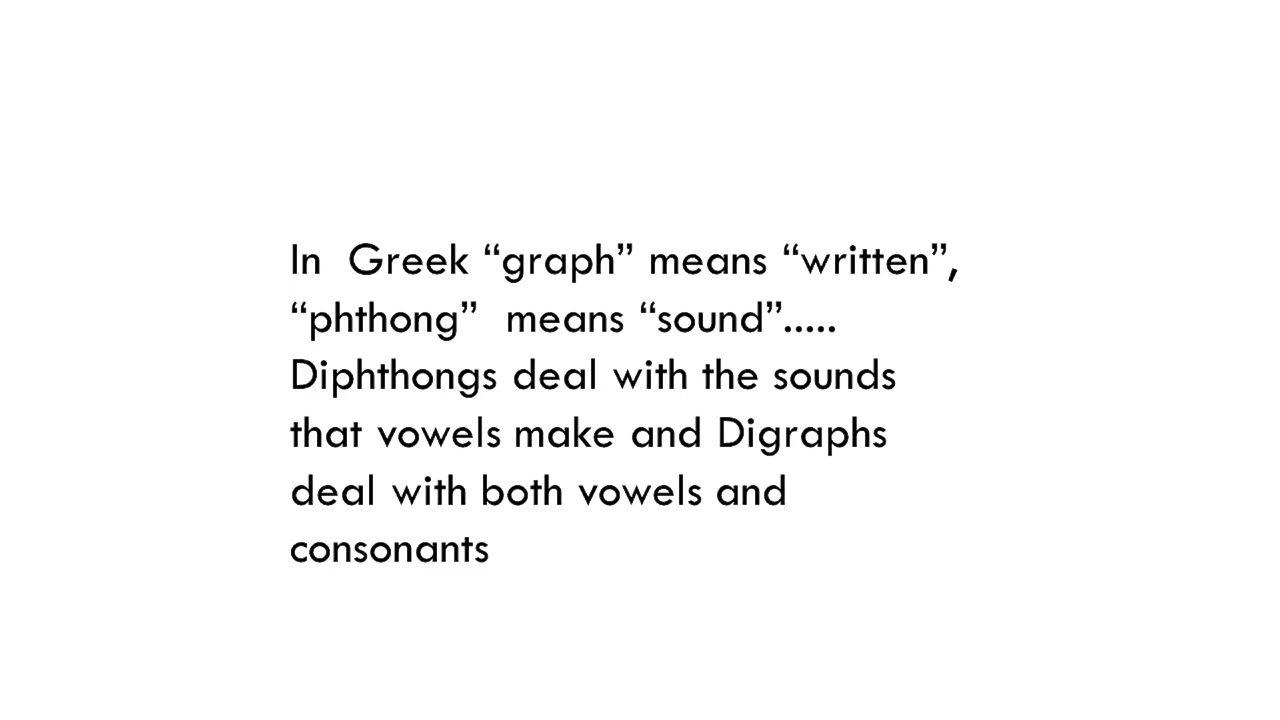 In  Greek “graph” means “written”,
“phthong”  means “sound”.....
Diphthongs deal with the sounds
that vowels make and Digraphs
deal with both vowels and
consonants